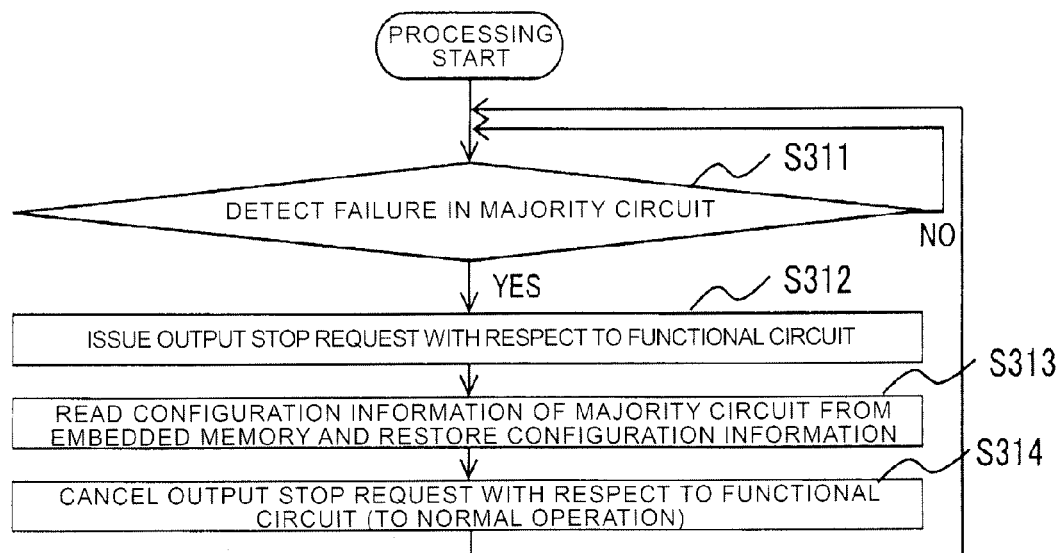 PROCESSING
START
S311
DETECT FAILURE IN MAJORITY CIRCUIT
NO
YES
S312
ISSUE OUTPUT STOP REQUEST WITH RESPECT TO FUNCTIONAL CIRCUIT
S313
READ CONFIGURATION INFORMATION OF MAJORITY CIRCUIT FROM
EMBEDDED MEMORY AND RESTORE CONFIGURATION INFORMATION
S314
CANCEL OUTPUT STOP REQUEST WITH RESPECT TO FUNCTIONAL
CIRCUIT (TO NORMAL OPERATION)